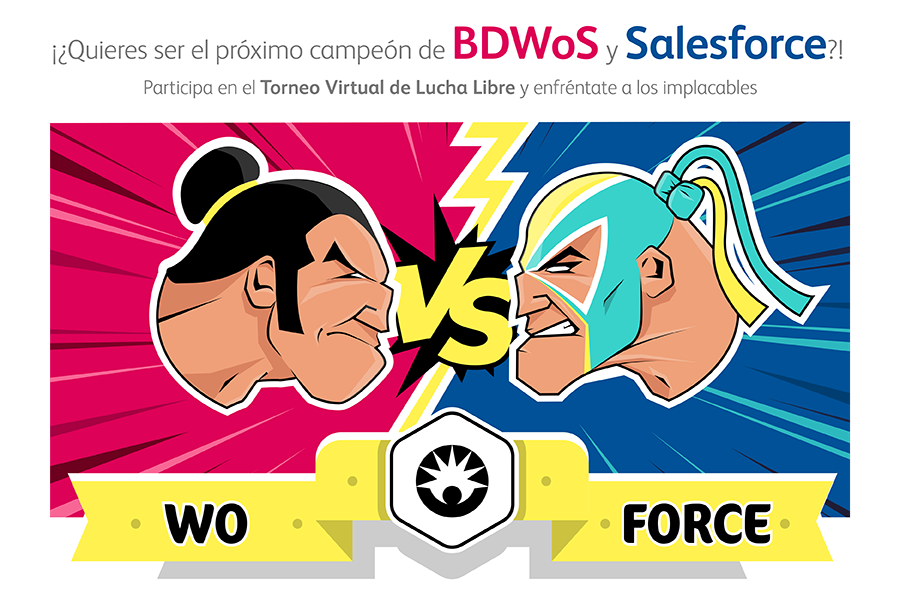 ¡¿Quieres ser el próximo campeón de BDWoS y Salesforce?!
Participa en el Torneo Virtual de Lucha Libre y enfréntate a los implacables
VS
WO
FORCE